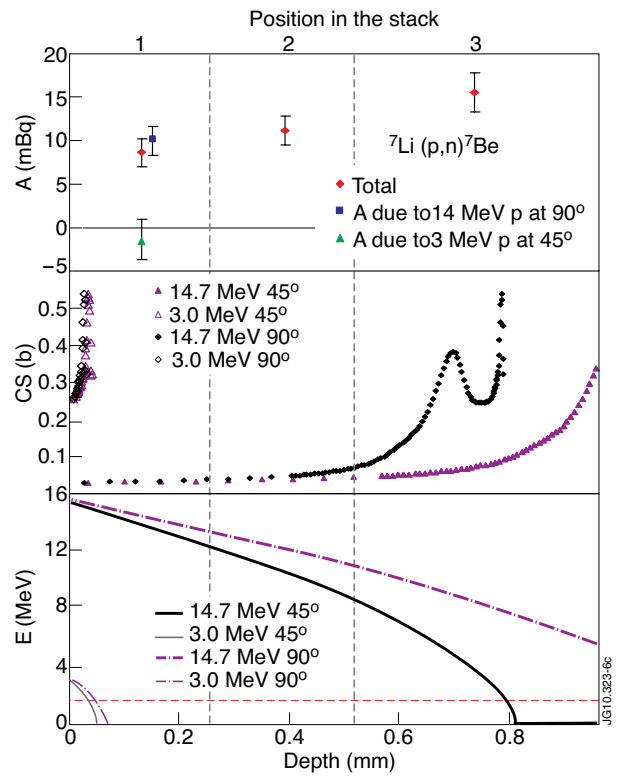 Position in the stack
1 2 3
20
15
10
5
0
−5
A (mBq)
⁷Li (p,n)⁷Be
Total
A due to14 MeV p at 90º
A due to3 MeV p at 45º
0.5
0.4
0.3
0.2
0.1
CS (b)
14.7 MeV 45º
3.0 MeV 45º
14.7 MeV 90º
3.0 MeV 90º
16
12
8
4
0
E (MeV)
14.7 MeV 45º
3.0 MeV 45º
14.7 MeV 90º
3.0 MeV 90º
0 0.2 0.4 0.6 0.8
Depth (mm)
JG10.323-6c